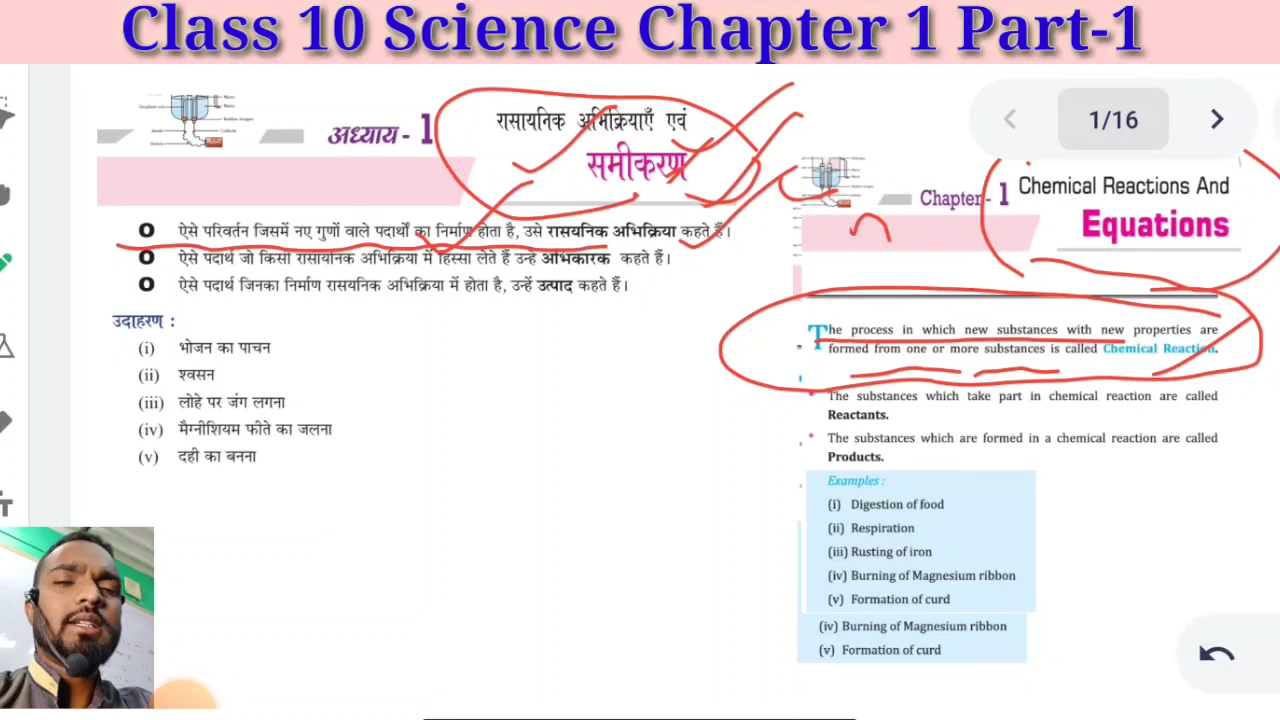 Class 10 Science Chapter 1 Part-1
अध्याय - 1
रासायनिक अभिक्रियाएँ एवं
समीकरण
O ऐसे परिवर्तन जिसमें नए गुणों वाले पदार्थों का निर्माण होता है, उसे रासयनिक अभिक्रिया कहते हैं।
O ऐसे पदार्थ जो किसी रासायनिक अभिक्रिया में हिस्सा लेते हैं उन्हें अभिकारक कहते हैं।
O ऐसे पदार्थ जिनका निर्माण रासयनिक अभिक्रिया में होता है, उन्हें उत्पाद कहते हैं।
उदाहरण :
(i) भोजन का पाचन
(ii) श्वसन
(iii) लोहे पर जंग लगना
(iv) मैग्नीशियम फीते का जलना
(v) दही का बनना
1/16
Chapter - 1
Chemical Reactions And
Equations
The process in which new substances with new properties are
formed from one or more substances is called Chemical Reaction.
The substances which take part in chemical reaction are called
Reactants.
The substances which are formed in a chemical reaction are called
Products.
Examples :
(i) Digestion of food
(ii) Respiration
(iii) Rusting of iron
(iv) Burning of Magnesium ribbon
(v) Formation of curd
(iv) Burning of Magnesium ribbon
(v) Formation of curd